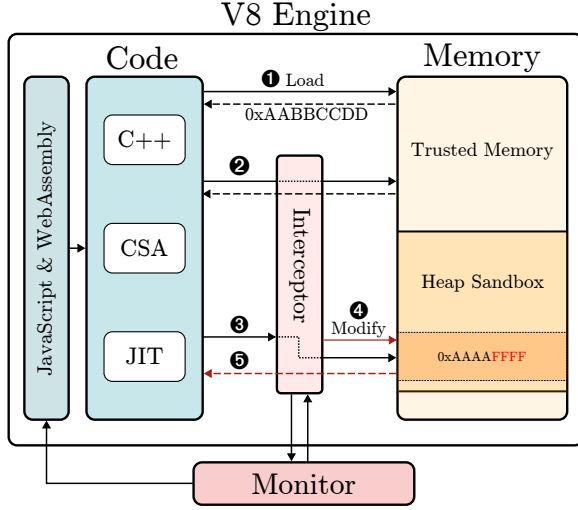 V8 Engine
Code
Memory
JavaScript & WebAssembly
C++
CSA
JIT
❶ Load
0xAABBCCDD
❷
Interceptor
❸
❹
Modify
❺
Trusted Memory
Heap Sandbox
0xAAAAFFFF
Monitor